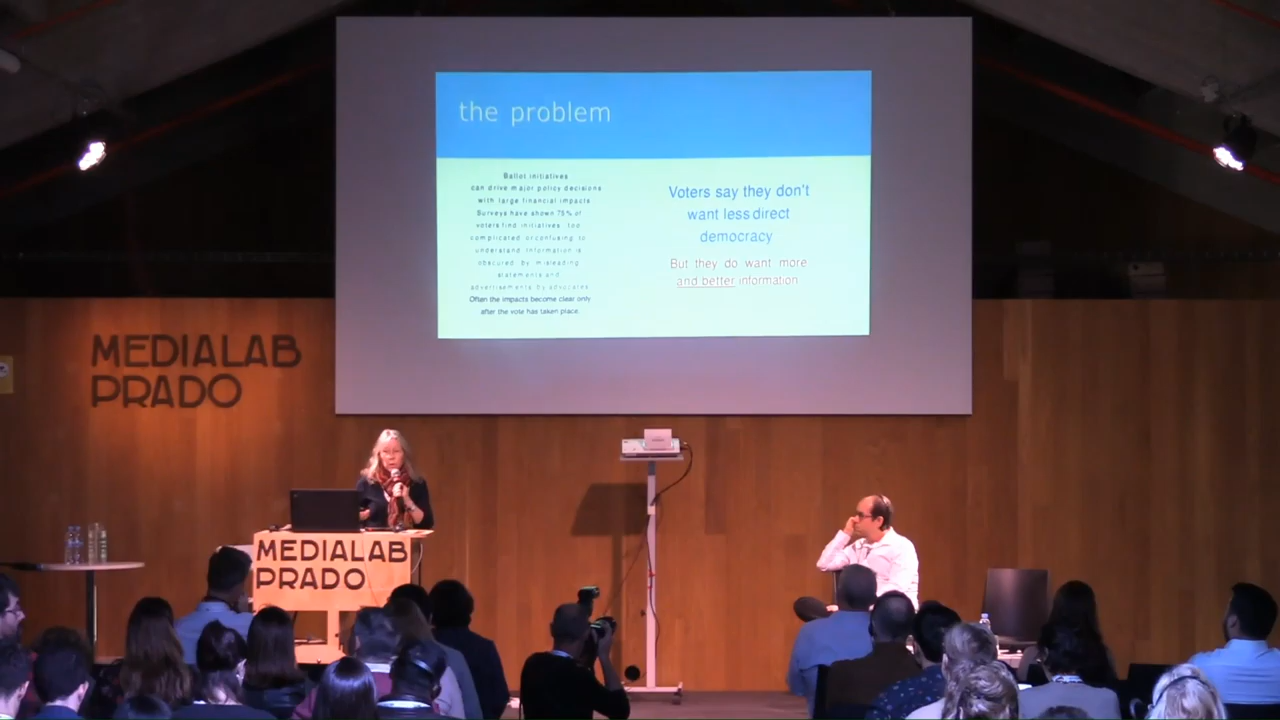 the problem
Ballot initiatives
can drive major policy decisions
with large financial impacts
Surveys have shown 75% of
voters find initiatives too
complicated or confusing to
understand Information is
obscured by misleading
statements and
advertisements by advocates
Often the impacts become clear only
after the vote has taken place.
Voters say they don't
want less direct
democracy
But they do want more
and better information
MEDIALAB
PRADO
MEDIALAB
PRADO